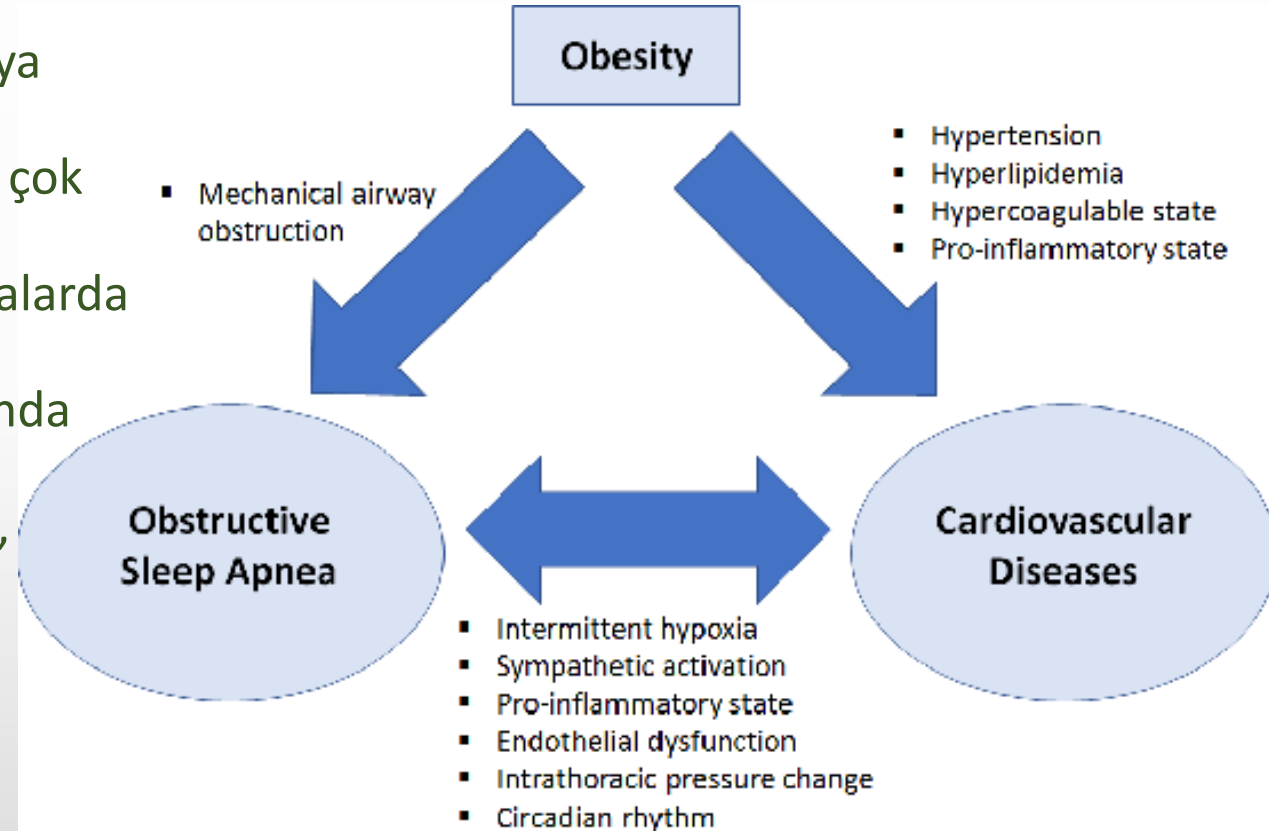 ya
çok
alarda
nda
,
Obesity
▪ Mechanical airway
obstruction
▪ Hypertension
▪ Hyperlipidemia
▪ Hypercoagulable state
▪ Pro-inflammatory state
Obstructive
Sleep Apnea
Cardiovascular
Diseases
▪ Intermittent hypoxia
▪ Sympathetic activation
▪ Pro-inflammatory state
▪ Endothelial dysfunction
▪ Intrathoracic pressure change
▪ Circadian rhythm